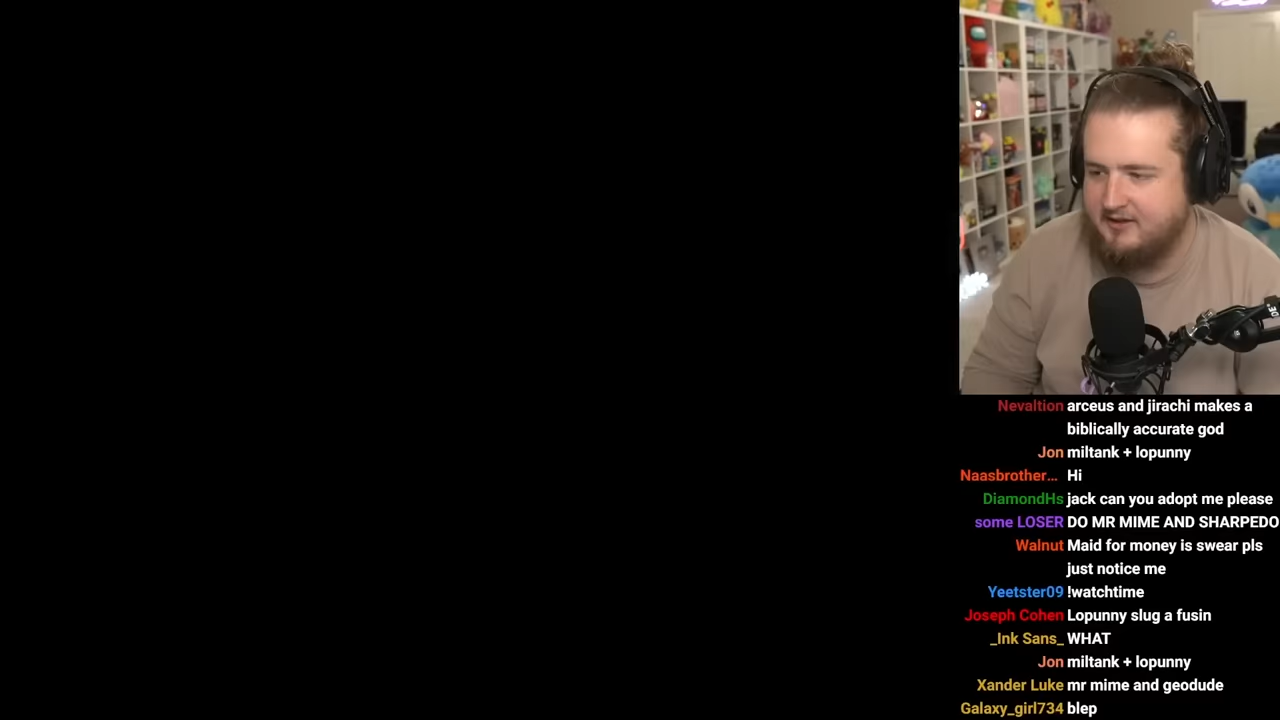 Nevaltion arceus and jirachi makes a
biblically accurate god
Jon miltank + lopunny
Naasbrother… Hi
DiamondHs jack can you adopt me please
some LOSER DO MR MIME AND SHARPEDO
Walnut Maid for money is swear pls
just notice me
Yeetster09 !watchtime
Joseph Cohen Lopunny slug a fusin
_Ink Sans_ WHAT
Jon miltank + lopunny
Xander Luke mr mime and geodude
Galaxy_girl734 blep